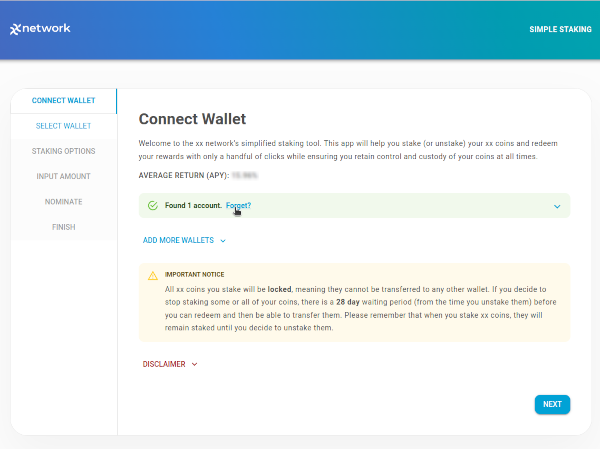 xx network
SIMPLE STAKING
CONNECT WALLET
SELECT WALLET
STAKING OPTIONS
INPUT AMOUNT
NOMINATE
FINISH
Connect Wallet
Welcome to the xx network's simplified staking tool. This app will help you stake (or unstake) your xx coins and redeem
your rewards with only a handful of clicks while ensuring you retain control and custody of your coins at all times.
AVERAGE RETURN (APY):
Found 1 account. Forget?
ADD MORE WALLETS
IMPORTANT NOTICE
All xx coins you stake will be locked, meaning they cannot be transferred to any other wallet. If you decide to
stop staking some or all of your coins, there is a 28 day waiting period (from the time you unstake them) before
you can redeem and then be able to transfer them. Please remember that when you stake xx coins, they will
remain staked until you decide to unstake them.
DISCLAIMER
NEXT